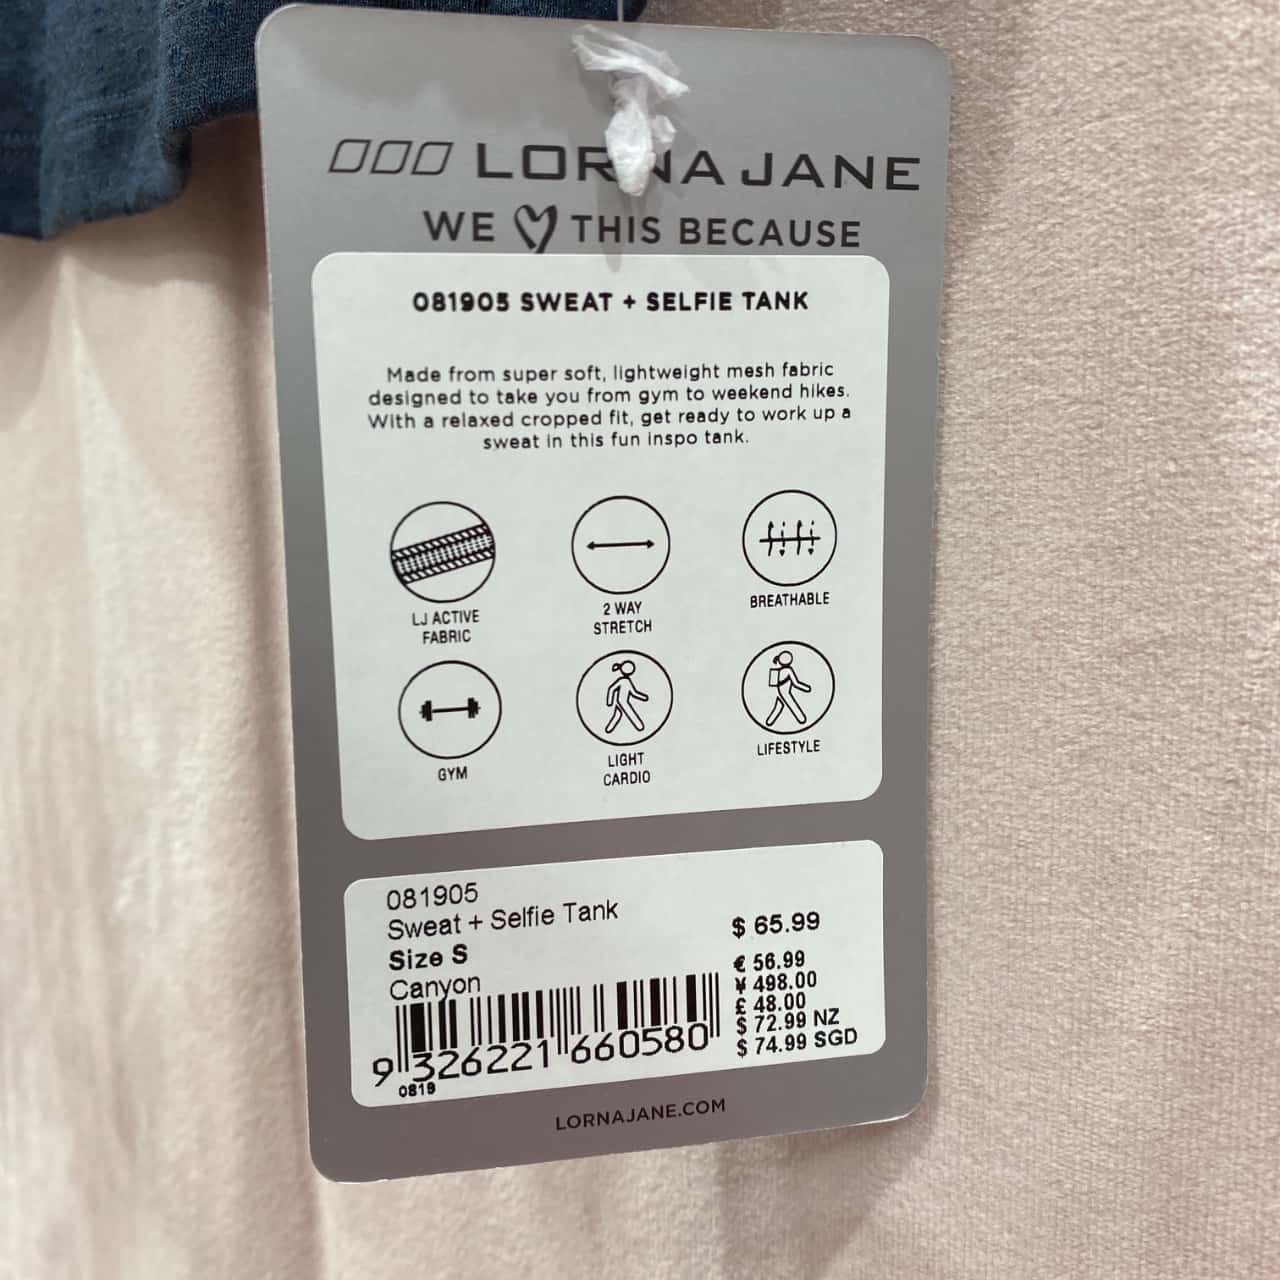 LORNA JANE
WE THIS BECAUSE
081905 SWEAT + SELFIE TANK
Made from super soft, lightweight mesh fabric
designed to take you from gym to weekend hikes.
With a relaxed cropped fit, get ready to work up a
sweat in this fun inspo tank.
LJ ACTIVE
FABRIC
2 WAY
STRETCH
BREATHABLE
GYM
LIGHT
CARDIO
LIFESTYLE
081905
Sweat + Selfie Tank
Size S
Canyon
$ 65.99
€ 56.99
¥ 498.00
£ 48.00
$ 72.99 NZ
$ 74.99 SGD
9 326221 660580
0819
LORNAJANE.COM